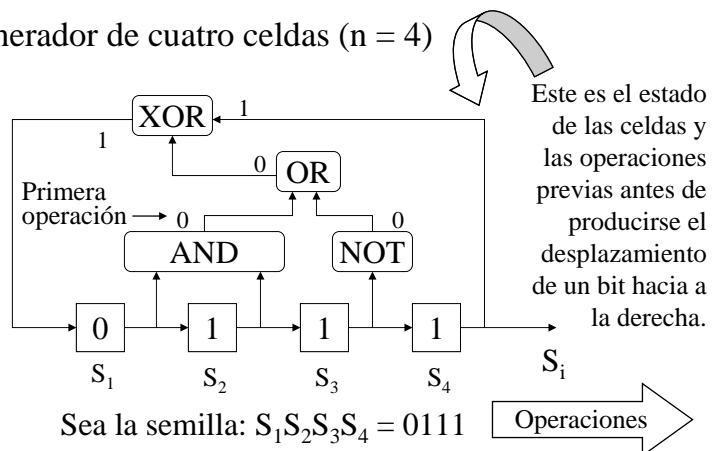 nerador de cuatro celdas (n = 4)
XOR
1
1
0
OR
Primera
operación
0
0
AND
NOT
0
1
1
1
S1
S2
S3
S4
Si
Este es el estado
de las celdas y
las operaciones
previas antes de
producirse el
desplazamiento
de un bit hacia a
la derecha.
Sea la semilla: S1S2S3S4 = 0111
Operaciones